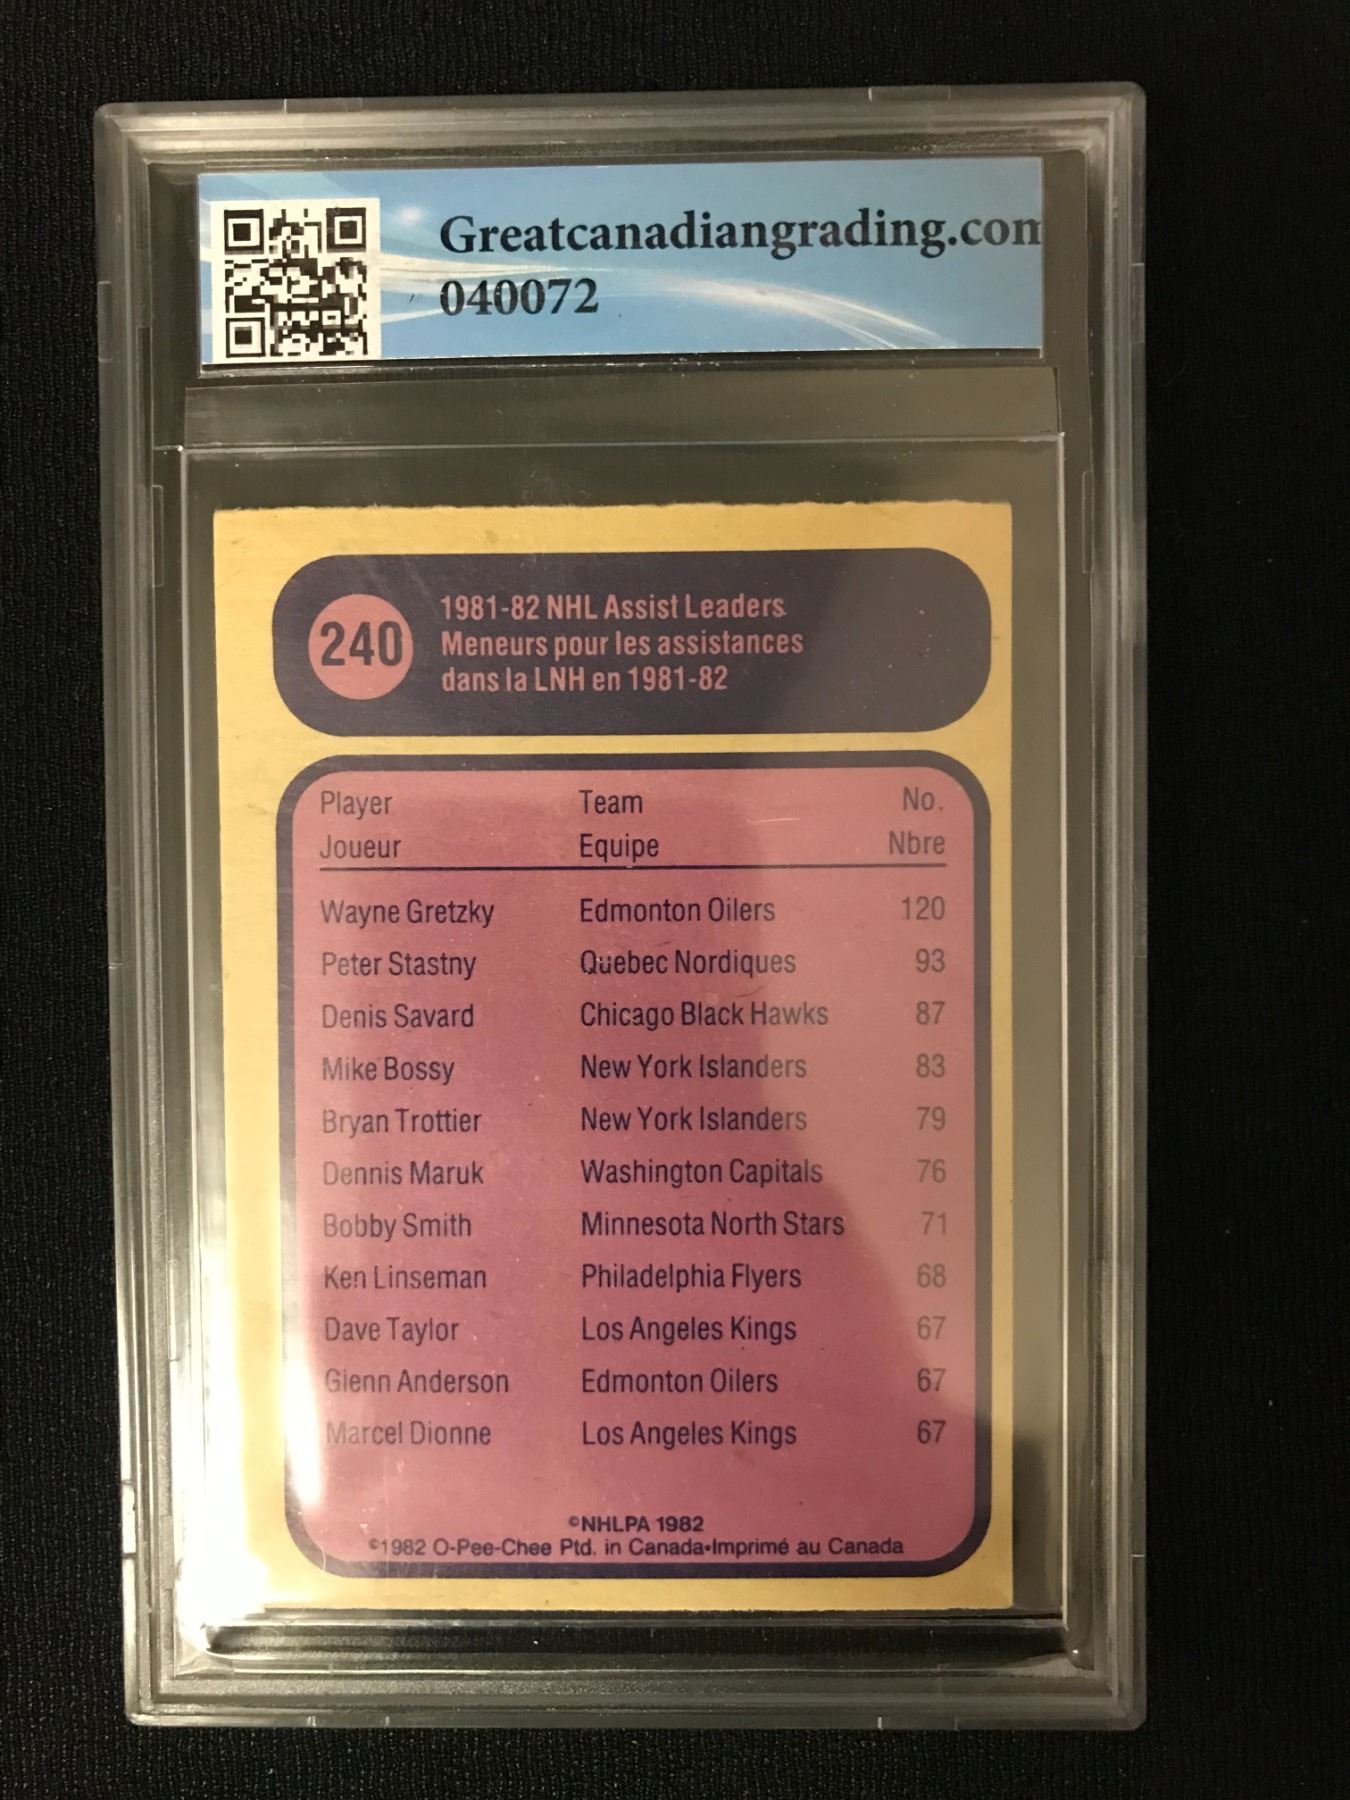 Greatcanadiangrading.com
040072
240
1981-82 NHL Assist Leaders
Meneurs pour les assistances
dans la LNH en 1981-82
Player Team No.
Joueur Equipe Nbre
Wayne Gretzky Edmonton Oilers 120
Peter Stastny Quebec Nordiques 93
Denis Savard Chicago Black Hawks 87
Mike Bossy New York Islanders 83
Bryan Trottier New York Islanders 79
Dennis Maruk Washington Capitals 76
Bobby Smith Minnesota North Stars 71
Ken Linseman Philadelphia Flyers 68
Dave Taylor Los Angeles Kings 67
Glenn Anderson Edmonton Oilers 67
Marcel Dionne Los Angeles Kings 67
©NHLPA 1982
©1982 O-Pee-Chee Ptd. in Canada•Imprimé au Canada